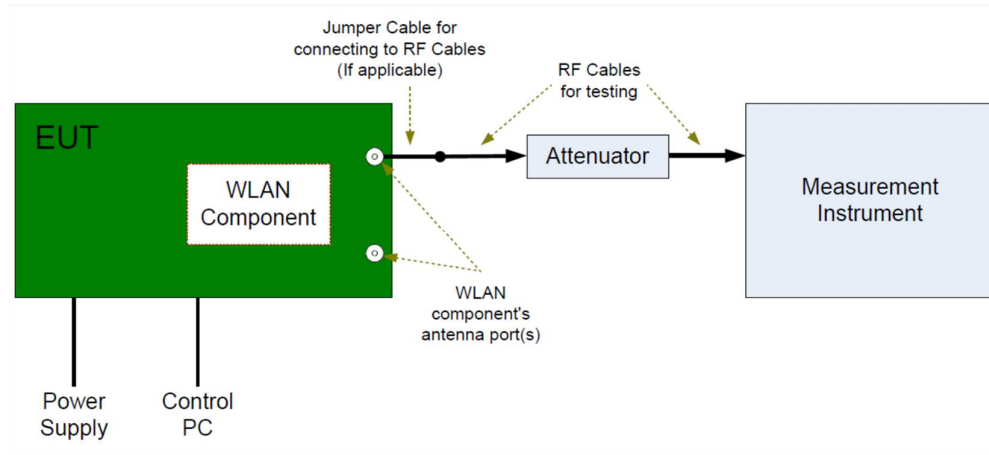 Jumper Cable for
connecting to RF Cables
(If applicable)
RF Cables
for testing
EUT
WLAN
Component
Attenuator
Measurement
Instrument
WLAN
component's
antenna port(s)
Power
Supply
Control
PC